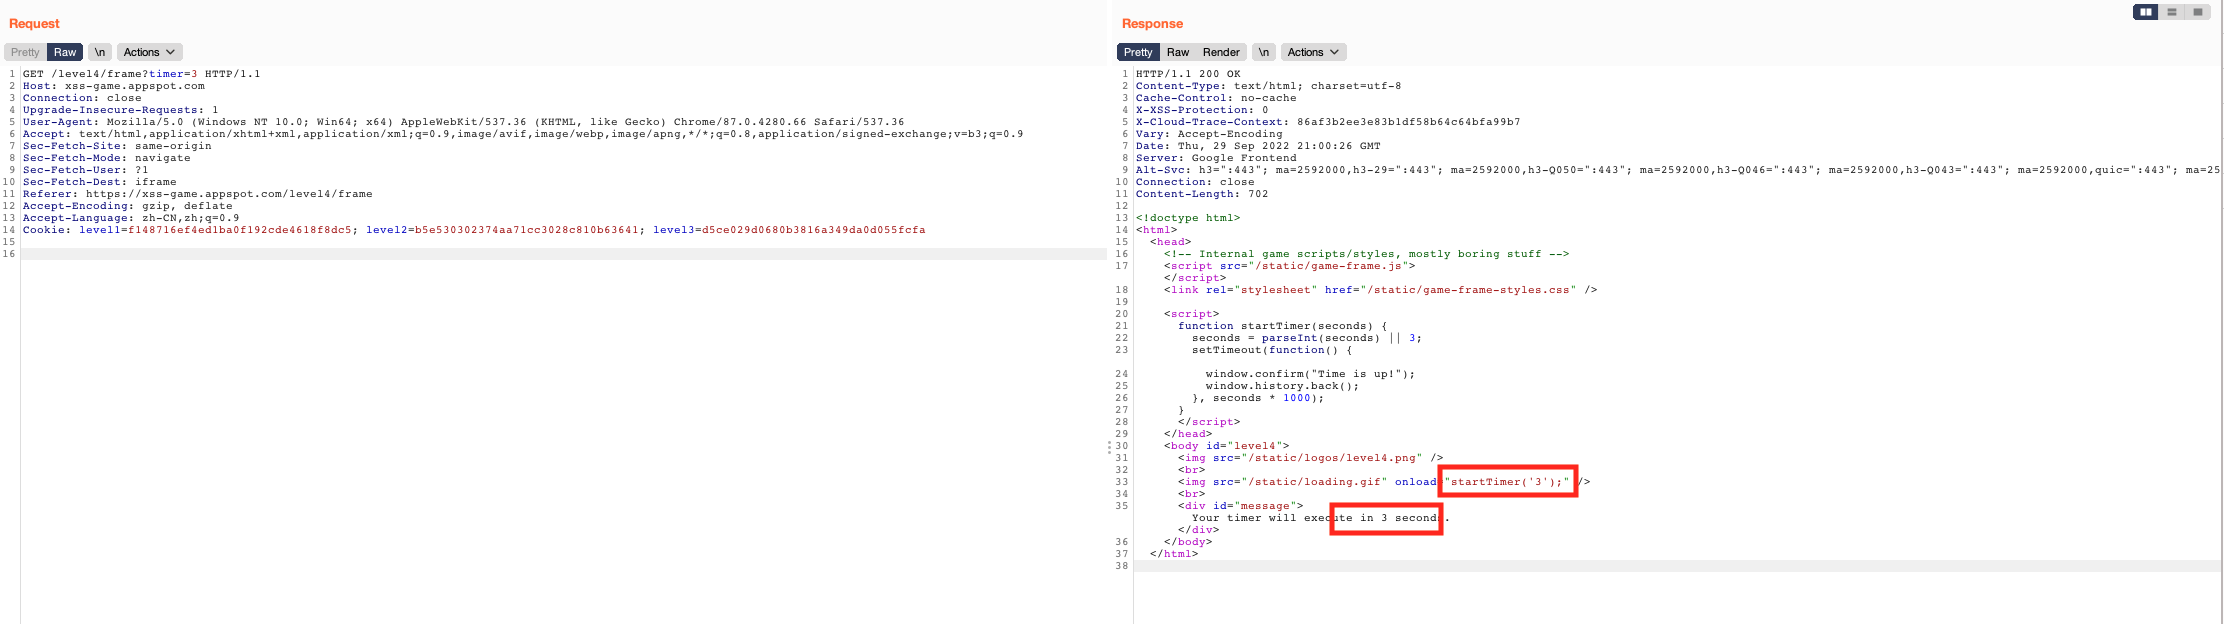 Request
Pretty Raw \n Actions
1 GET /level4/frame?timer=3 HTTP/1.1
2 Host: xss-game.appspot.com
3 Connection: close
4 Upgrade-Insecure-Requests: 1
5 User-Agent: Mozilla/5.0 (Windows NT 10.0; Win64; x64) AppleWebKit/537.36 (KHTML, like Gecko) Chrome/87.0.4280.66 Safari/537.36
6 Accept: text/html,application/xhtml+xml,application/xml;q=0.9,image/avif,image/webp,image/apng,*/*;q=0.8,application/signed-exchange;v=b3;q=0.9
7 Sec-Fetch-Site: same-origin
8 Sec-Fetch-Mode: navigate
9 Sec-Fetch-User: ?1
10 Sec-Fetch-Dest: iframe
11 Referer: https://xss-game.appspot.com/level4/frame
12 Accept-Encoding: gzip, deflate
13 Accept-Language: zh-CN,zh;q=0.9
14 Cookie: level1=f148716ef4ed1ba0f192cde4618f8dc5; level2=b5e530302374aa71cc3028c810b63641; level3=d5ce029d0680b3816a349da0d055fcfa
15
16
Response
Pretty Raw Render \n Actions
1 HTTP/1.1 200 OK
2 Content-Type: text/html; charset=utf-8
3 Cache-Control: no-cache
4 X-XSS-Protection: 0
5 X-Cloud-Trace-Context: 86af3b2ee3e83b1df58b64c64bfa99b7
6 Vary: Accept-Encoding
7 Date: Thu, 29 Sep 2022 21:00:26 GMT
8 Server: Google Frontend
9 Alt-Svc: h3=":443"; ma=2592000,h3-29=":443"; ma=2592000,h3-Q050=":443"; ma=2592000,h3-Q046=":443"; ma=2592000,h3-Q043=":443"; ma=2592000,quic=":443"; ma=25
10 Connection: close
11 Content-Length: 702
12
13 <!doctype html>
14 <html>
15 <head>
16 <!-- Internal game scripts/styles, mostly boring stuff -->
17 <script src="/static/game-frame.js">
</script>
18 <link rel="stylesheet" href="/static/game-frame-styles.css" />
19
20 <script>
21 function startTimer(seconds) {
22 seconds = parseInt(seconds) || 3;
23 setTimeout(function() {
24 window.confirm("Time is up!");
25 window.history.back();
26 }, seconds * 1000);
27 }
28 </script>
29 </head>
30 <body id="level4">
31 <img src="/static/logos/level4.png" />
32 <br>
33 <img src="/static/loading.gif" onload="startTimer('3');" />
34 <br>
35 <div id="message">
Your timer will execute in 3 seconds.
</div>
36 </body>
37 </html>
38